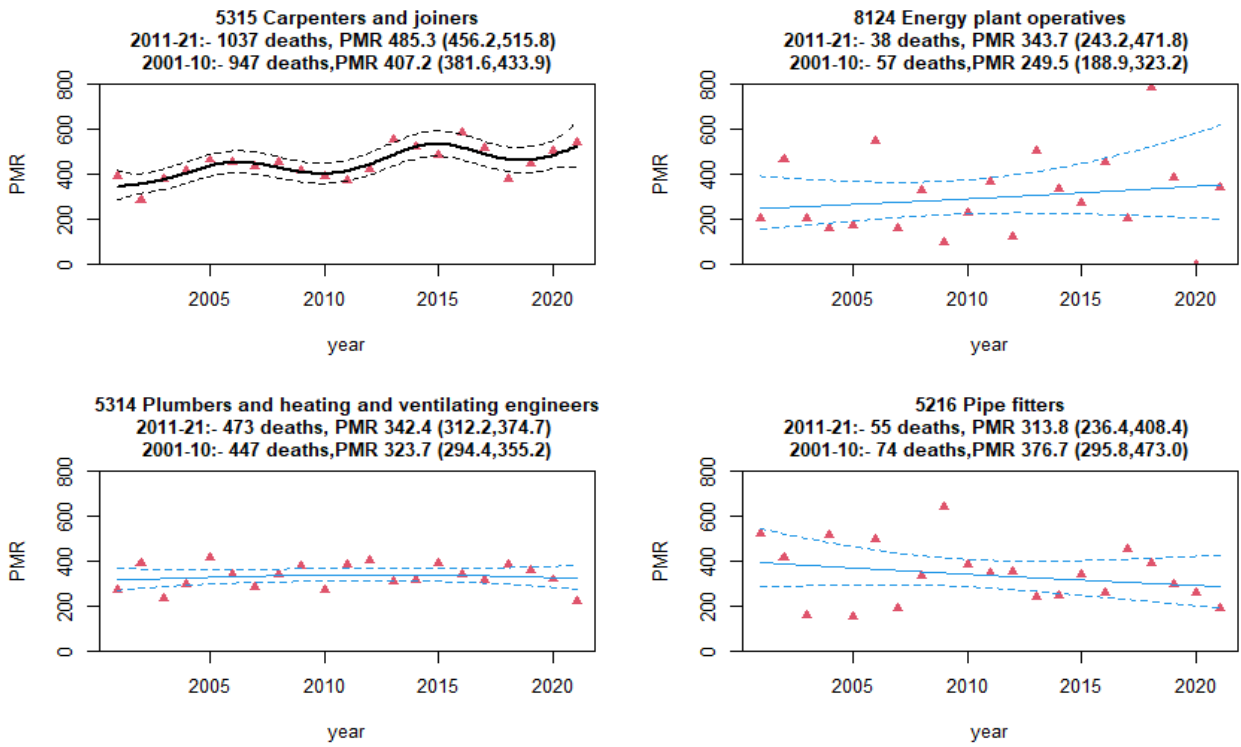 5315 Carpenters and joiners
2011-21:- 1037 deaths, PMR 485.3 (456.2,515.8)
2001-10:- 947 deaths,PMR 407.2 (381.6,433.9)
PMR
800
600
400
200
0
2005
2010
2015
2020
year
8124 Energy plant operatives
2011-21:- 38 deaths, PMR 343.7 (243.2,471.8)
2001-10:- 57 deaths,PMR 249.5 (188.9,323.2)
PMR
800
600
400
200
0
2005
2010
2015
2020
year
5314 Plumbers and heating and ventilating engineers
2011-21:- 473 deaths, PMR 342.4 (312.2,374.7)
2001-10:- 447 deaths,PMR 323.7 (294.4,355.2)
PMR
800
600
400
200
0
2005
2010
2015
2020
year
5216 Pipe fitters
2011-21:- 55 deaths, PMR 313.8 (236.4,408.4)
2001-10:- 74 deaths,PMR 376.7 (295.8,473.0)
PMR
800
600
400
200
0
2005
2010
2015
2020
year